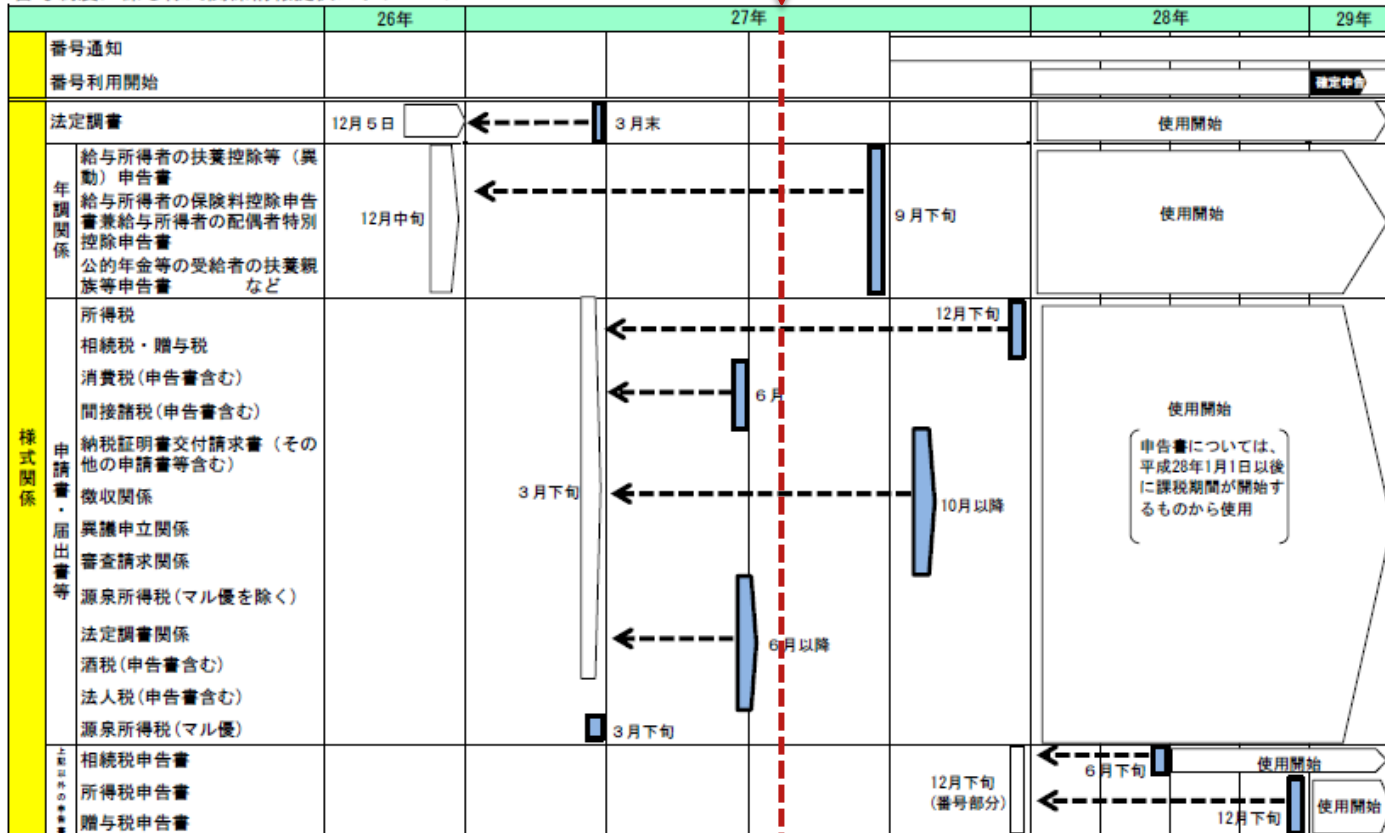 26年
27年
28年
29年
番号通知
番号利用開始
確定申告
様式関係
法定調書
12月５日
３月末
使用開始
年調関係
給与所得者の扶養控除等（異
動）申告書
給与所得者の保険料控除申告
書兼給与所得者の配偶者特別
控除申告書
公的年金等の受給者の扶養親
族等申告書　など
12月中旬
９月下旬
使用開始
申請書・届出書等
所得税
12月下旬
相続税・贈与税
消費税(申告書含む)
６月
間接諸税(申告書含む)
納税証明書交付請求書（その
他の申請書等含む）
徴収関係
３月下旬
10月以降
異議申立関係
審査請求関係
源泉所得税(マル優を除く)
法定調書関係
６月以降
酒税(申告書含む)
法人税(申告書含む)
源泉所得税(マル優)
３月下旬
使用開始
申告書については、
平成28年1月1日以後
に課税期間が開始す
るものから使用
上記以外の申告書
相続税申告書
所得税申告書
贈与税申告書
12月下旬
(番号部分)
６月下旬
使用開始
12月下旬
使用開始